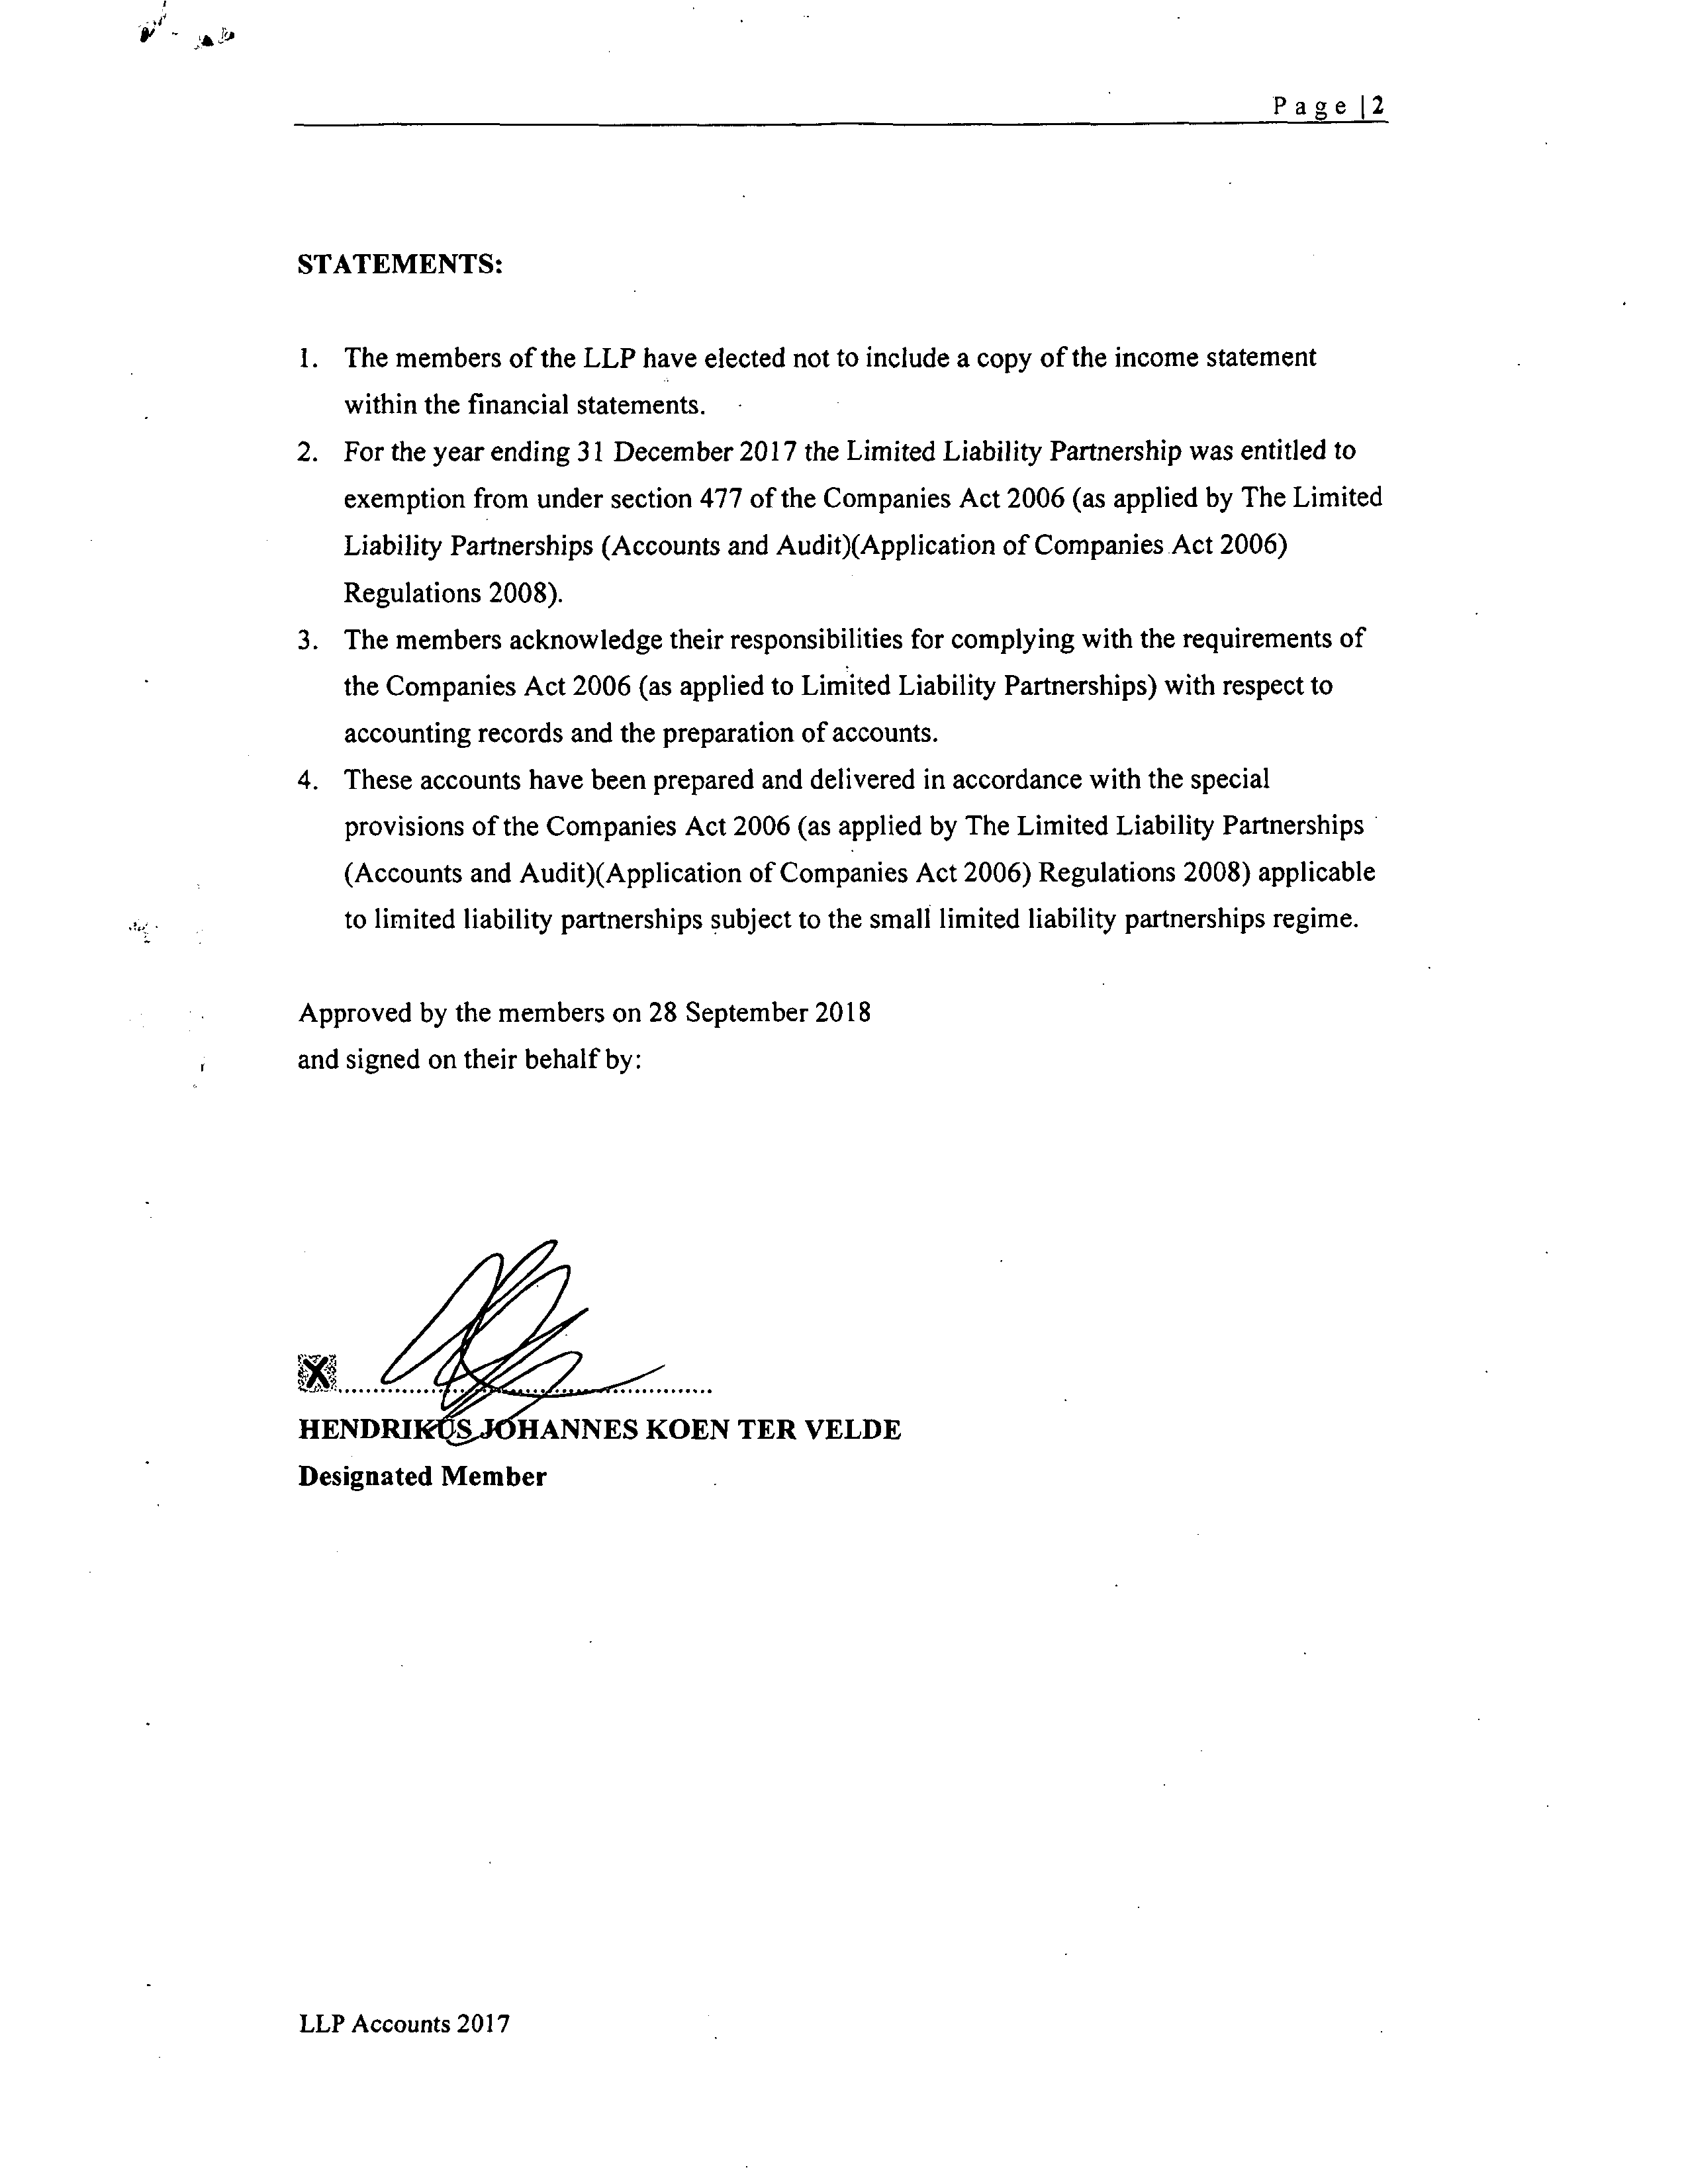 Page | 2
STATEMENTS:
1. The members of the LLP have elected not to include a copy of the income statement
within the financial statements.
2. For the year ending 31 December 2017 the Limited Liability Partnership was entitled to
exemption from under section 477 of the Companies Act 2006 (as applied by The Limited
Liability Partnerships (Accounts and Audit)(Application of Companies Act 2006)
Regulations 2008).
3. The members acknowledge their responsibilities for complying with the requirements of
the Companies Act 2006 (as applied to Limited Liability Partnerships) with respect to
accounting records and the preparation of accounts.
4. These accounts have been prepared and delivered in accordance with the special
provisions of the Companies Act 2006 (as applied by The Limited Liability Partnerships
(Accounts and Audit)(Application of Companies Act 2006) Regulations 2008) applicable
to limited liability partnerships subject to the small limited liability partnerships regime.
Approved by the members on 28 September 2018
and signed on their behalf by:
X
HENDRIKUS JOHANNES KOEN TER VELDE
Designated Member
LLP Accounts 2017